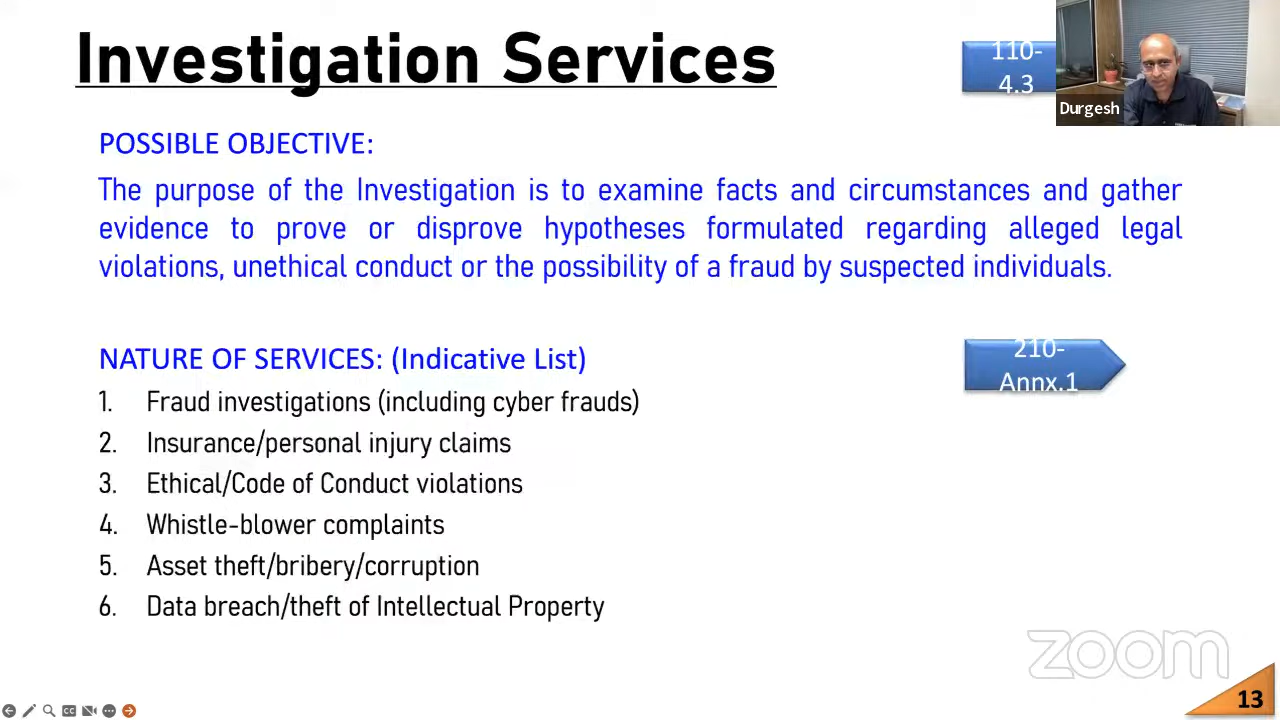 Investigation Services
110-
4.3
Durgesh
POSSIBLE OBJECTIVE:
The purpose of the Investigation is to examine facts and circumstances and gather
evidence to prove or disprove hypotheses formulated regarding alleged legal
violations, unethical conduct or the possibility of a fraud by suspected individuals.
NATURE OF SERVICES: (Indicative List)
210-
Annx.1
1. Fraud investigations (including cyber frauds)
2. Insurance/personal injury claims
3. Ethical/Code of Conduct violations
4. Whistle-blower complaints
5. Asset theft/bribery/corruption
6. Data breach/theft of Intellectual Property
zoom
CC
13